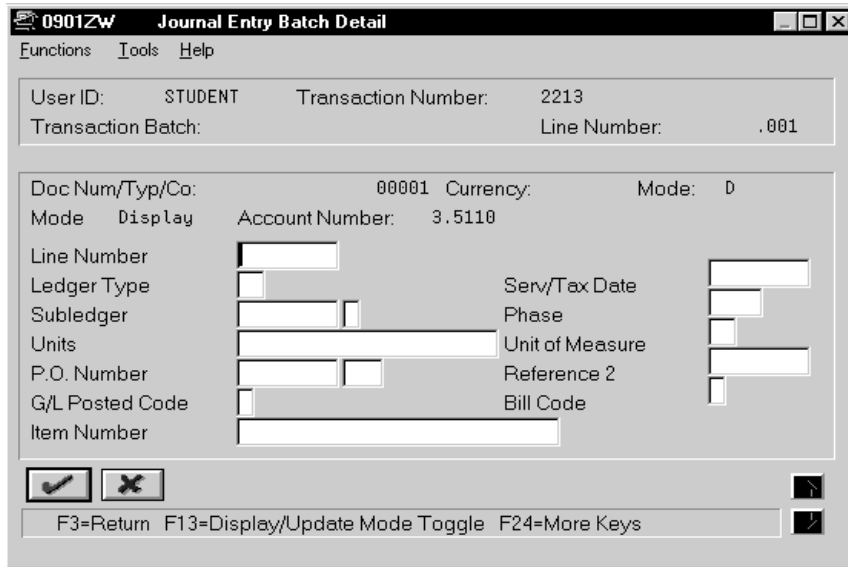 0901ZW Journal Entry Batch Detail
Functions Tools Help
User ID: STUDENT Transaction Number: 2213
Transaction Batch: Line Number: .001
Doc Num/Typ/Co: 00001 Currency: Mode: D
Mode Display Account Number: 3.5110
Line Number
Ledger Type Serv/Tax Date
Subledger Phase
Units Unit of Measure
P.O. Number Reference 2
G/L Posted Code Bill Code
Item Number
F3=Return F13=Display/Update Mode Toggle F24=More Keys